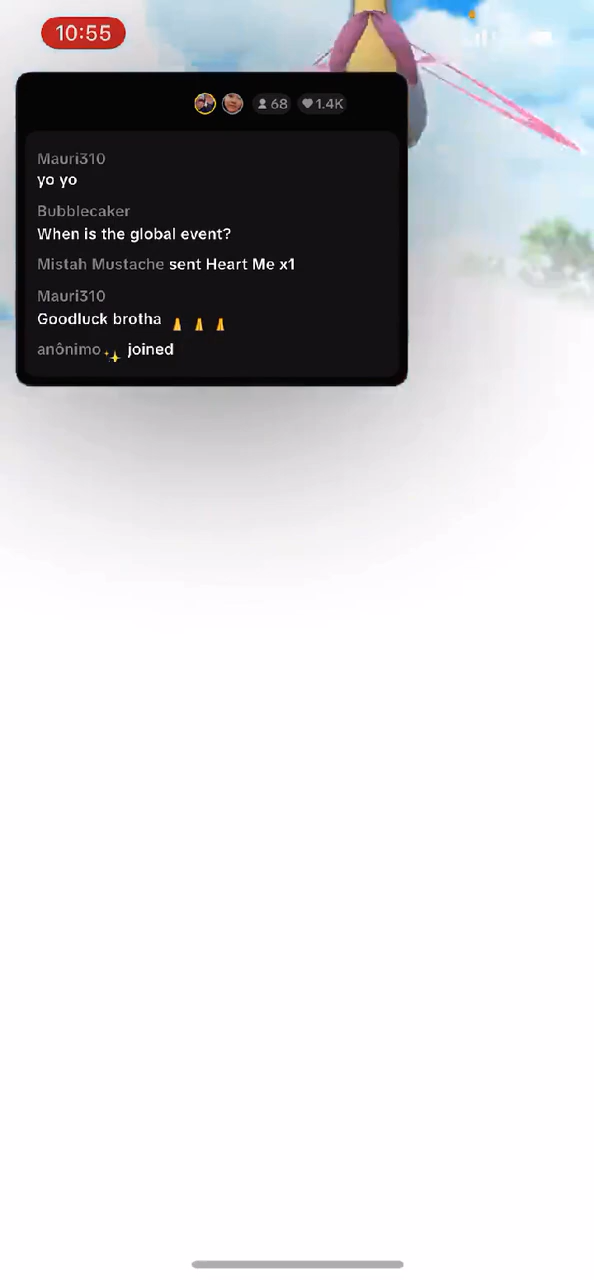 10:55
68 1.4K
Mauri310
yo yo
Bubblecaker
When is the global event?
Mistah Mustache sent Heart Me x1
Mauri310
Goodluck brotha 🙏 🙏 🙏
anônimo✨ joined